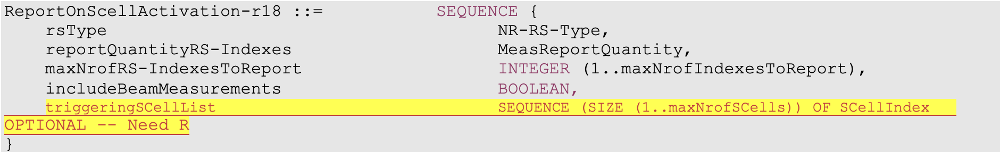 ReportOnScellActivation-r18 ::= SEQUENCE {
rsType NR-RS-Type,
reportQuantityRS-Indexes MeasReportQuantity,
maxNrofRS-IndexesToReport INTEGER (1..maxNrofIndexesToReport),
includeBeamMeasurements BOOLEAN,
triggeringSCellList SEQUENCE (SIZE (1..maxNrofSCells)) OF SCellIndex
OPTIONAL -- Need R
}